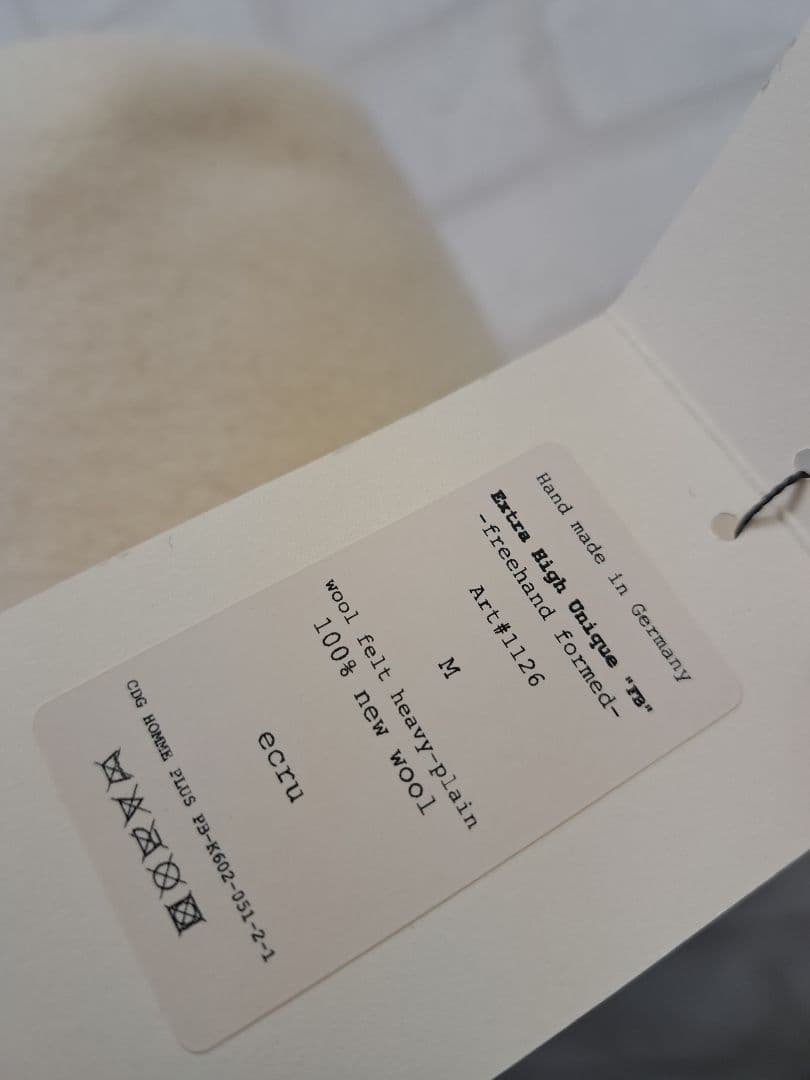 Hand made in Germany
Extra High Unique "TB"
-freehand formed-
Art#1126
M
wool felt heavy-plain
100% new wool
ecru
CDG HOMME PLUS PB-K602-051-2-1